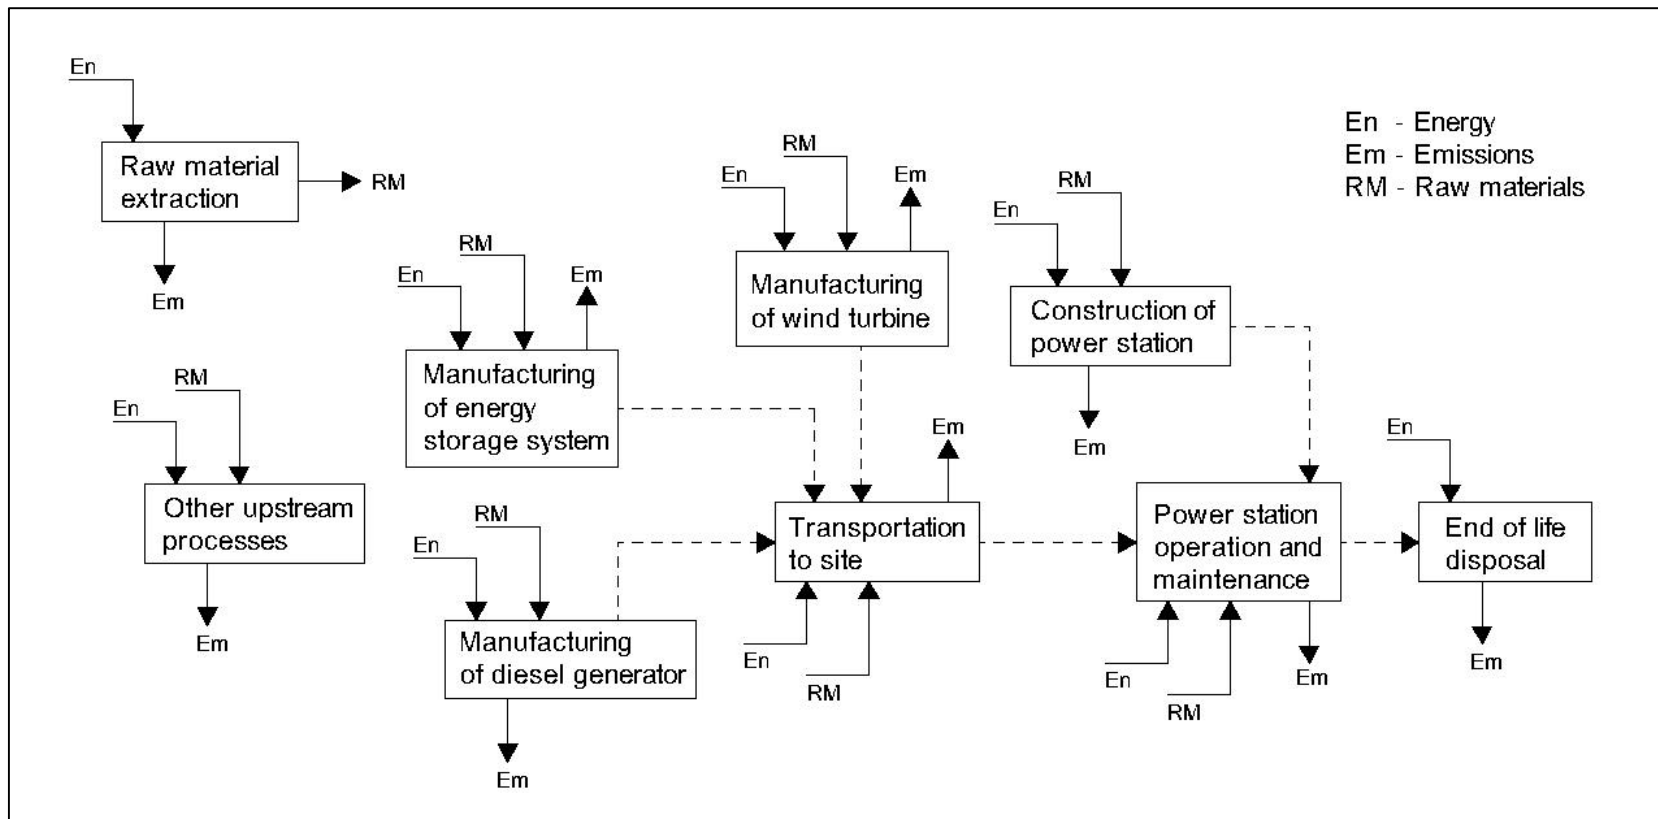 En
Raw material
extraction
RM
Em
En - Energy
Em - Emissions
RM - Raw materials
RM
En
Em
Manufacturing
of wind turbine
RM
En
Construction of
power station
Em
RM
En
Em
Manufacturing
of energy
storage system
RM
En
Other upstream
processes
Em
RM
En
Manufacturing
of diesel generator
Em
Em
Transportation
to site
En
RM
Power station
operation and
maintenance
En
RM
Em
En
End of life
disposal
Em